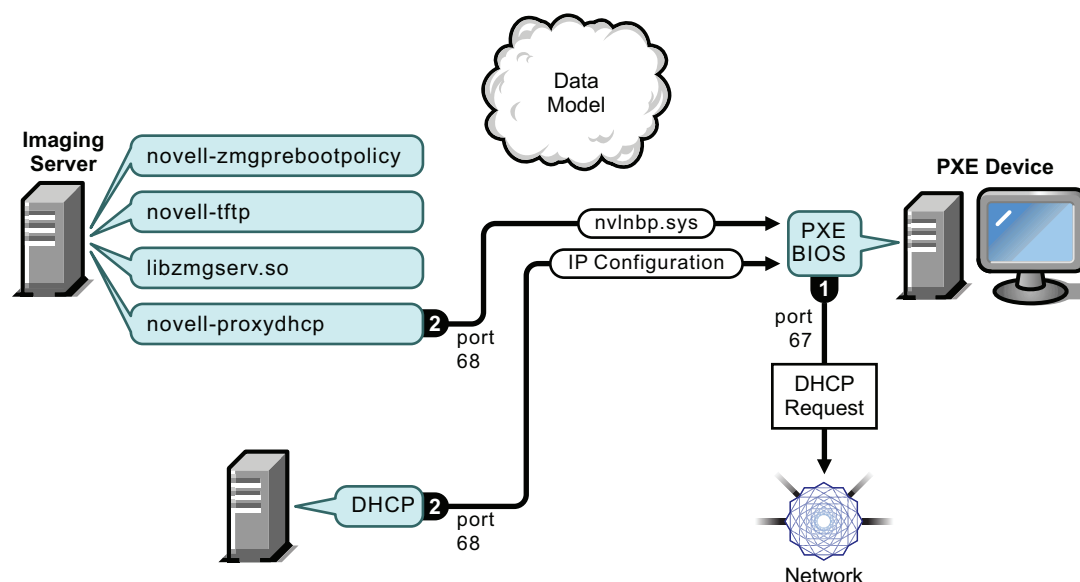 Data
Model
Imaging
Server
novell-zmgprebootpolicy
novell-tftp
libzmgserv.so
novell-proxydhcp
2
port
68
nvlnbp.sys
IP Configuration
PXE
BIOS
1
port
67
PXE Device
DHCP
Request
Network
DHCP
2
port
68